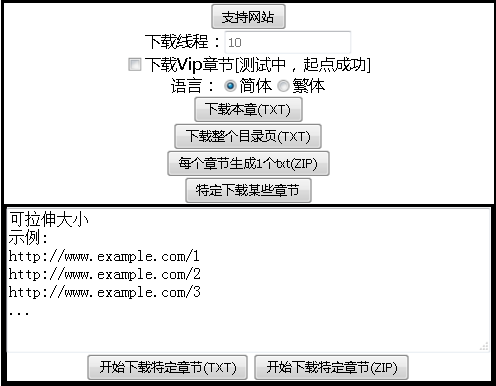 支持网站
下载线程：10
下载Vip章节[测试中，起点成功]
语言：简体 繁体
下载本章(TXT)
下载整个目录页(TXT)
每个章节生成1个txt(ZIP)
特定下载某些章节
可拉伸大小
示例:
http://www.example.com/1
http://www.example.com/2
http://www.example.com/3
...
开始下载特定章节(TXT) 开始下载特定章节(ZIP)